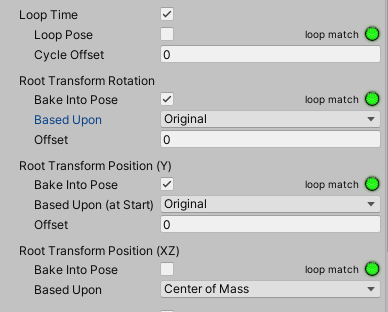 Loop Time
Loop Pose loop match
Cycle Offset 0
Root Transform Rotation
Bake Into Pose loop match
Based Upon Original
Offset 0
Root Transform Position (Y)
Bake Into Pose loop match
Based Upon (at Start) Original
Offset 0
Root Transform Position (XZ)
Bake Into Pose loop match
Based Upon Center of Mass